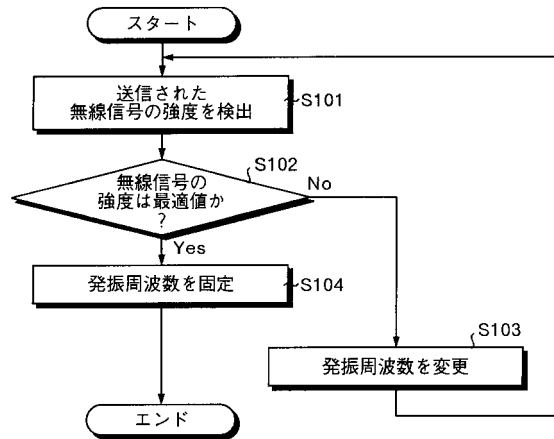 スタート
送信された
無線信号の強度を検出
S101
無線信号の
強度は最適値か
?
S102
No
Yes
発振周波数を固定
S104
S103
発振周波数を変更
エンド